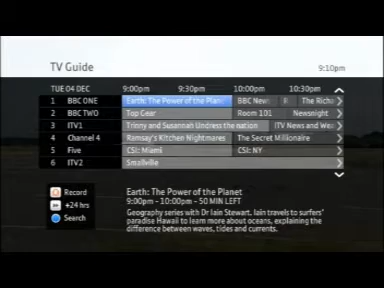 TV Guide
9:10pm
TUE 04 DEC 9:00pm 9:30pm 10:00pm 10:30pm
1 BBC ONE Earth: The Power of the Plan BBC New R The Richa
2 BBC TWO Top Gear Room 101 Newsnight
3 ITV1 Trinny and Susannah Undress the nation ITV News and Wea
4 Channel 4 Ramsay's Kitchen Nightmares The Secret Millionaire
5 Five CSI: Miami CSI: NY
6 ITV2 Smallville
Record
+24 hrs
Search
Earth: The Power of the Planet
9:00pm - 10:00pm - 50 MIN LEFT
Geography series with Dr Iain Stewart. Iain travels to surfers'
paradise Hawaii to learn more about oceans, explaining the
difference between waves, tides and currents.